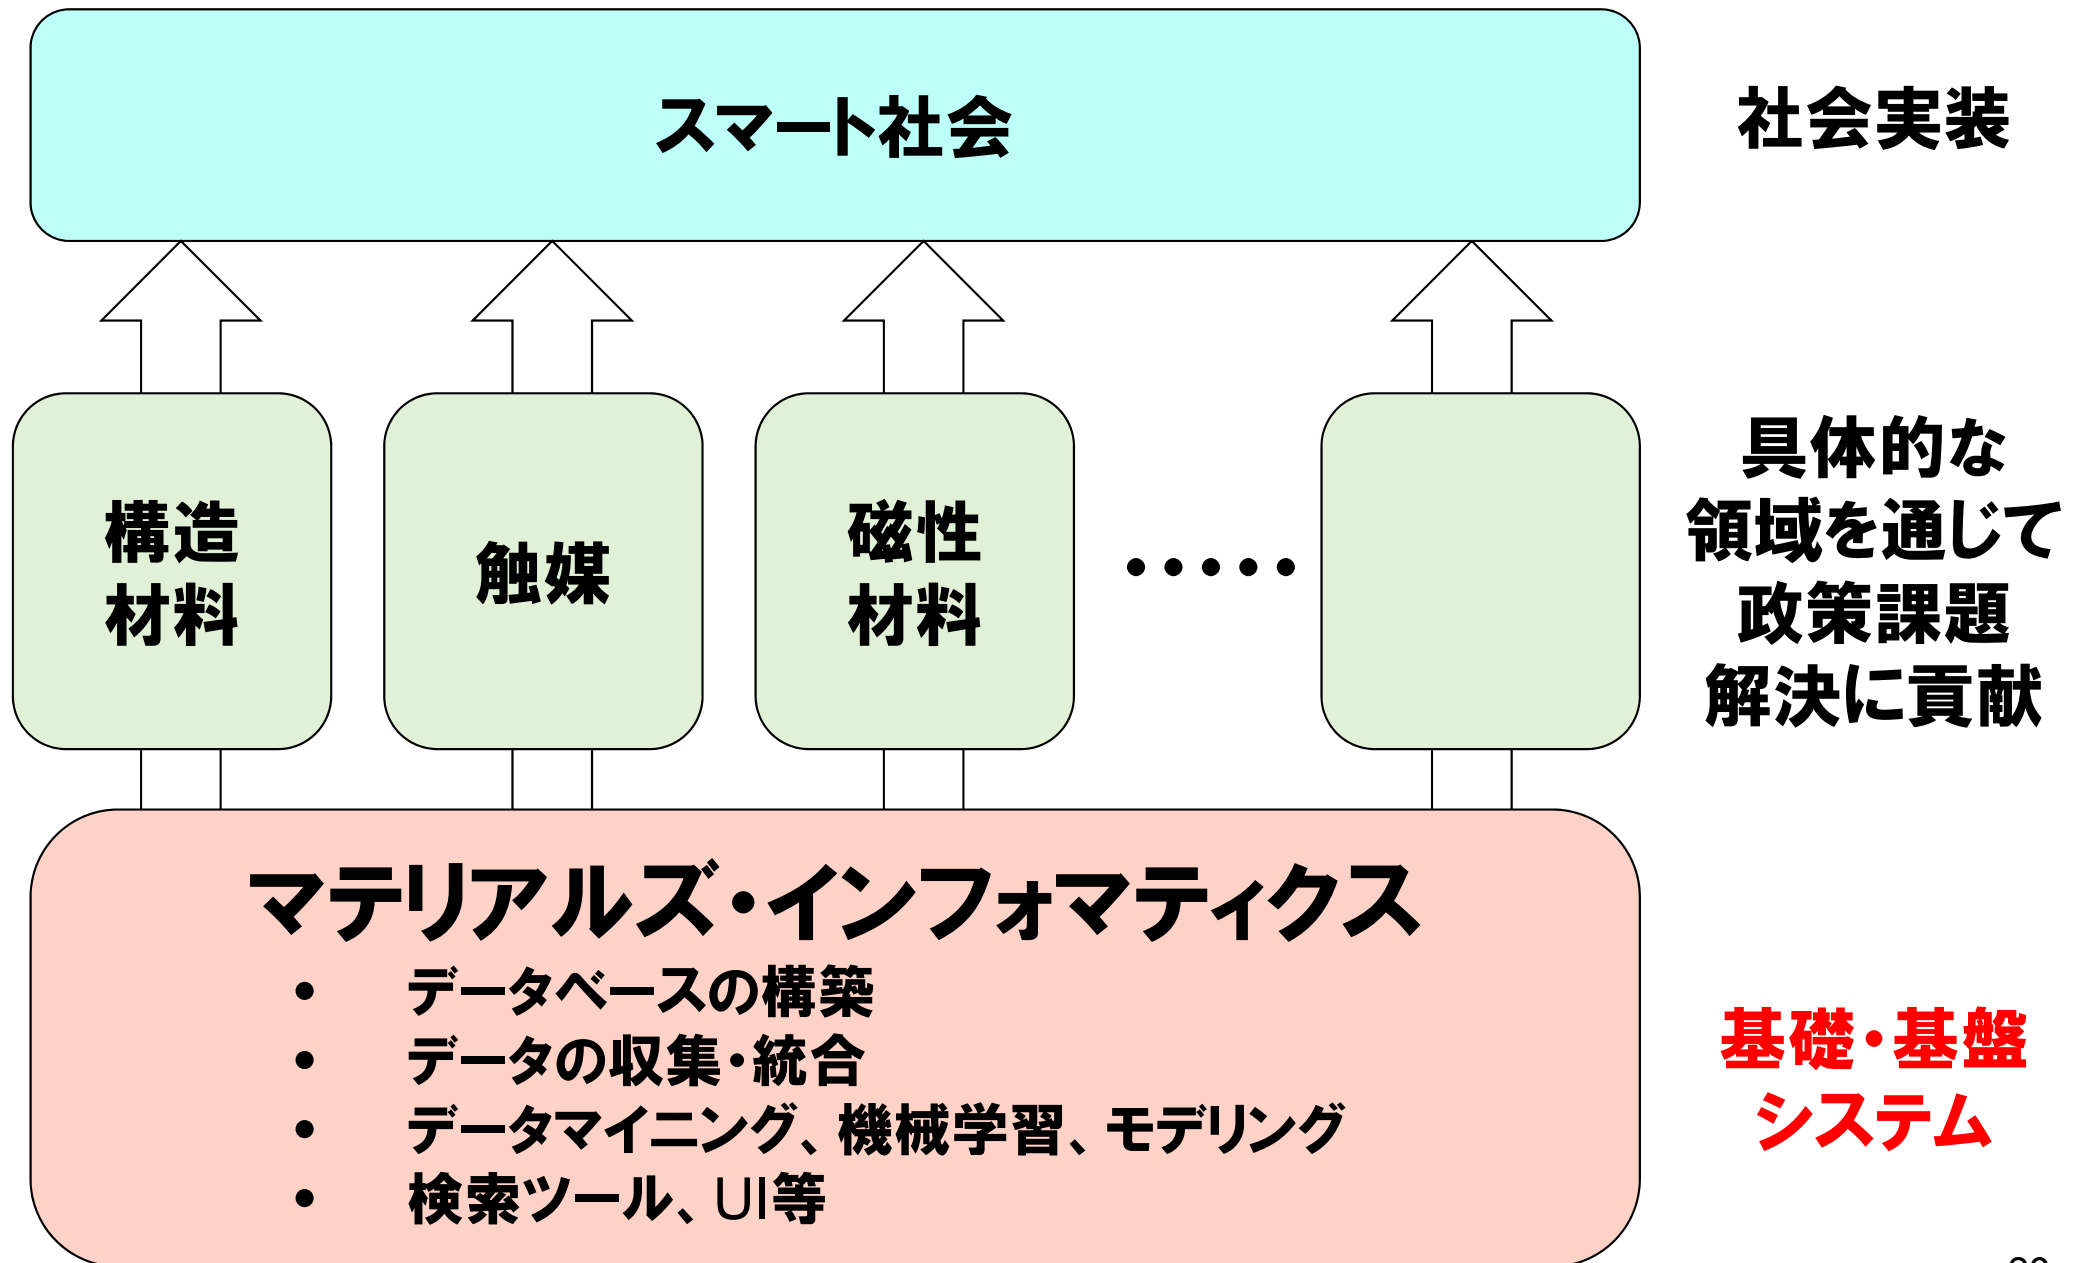 スマート社会
社会実装
構造
材料
触媒
磁性
材料
・・・・・
具体的な
領域を通じて
政策課題
解決に貢献
マテリアルズ・インフォマティクス
• データベースの構築
• データの収集・統合
• データマイニング、機械学習、モデリング
• 検索ツール、UI等
基礎・基盤
システム